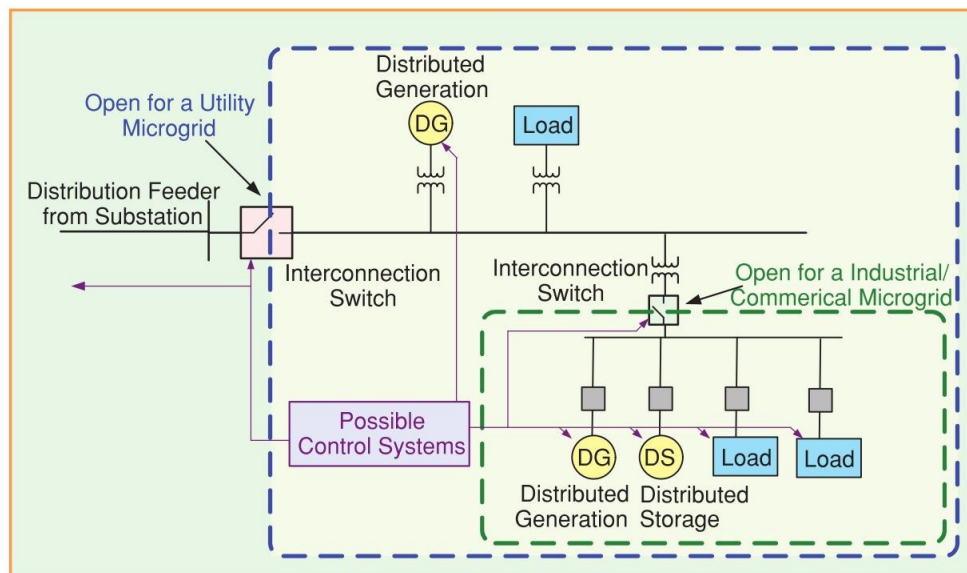 Distributed
Generation
DG
Load
Open for a Utility
Microgrid
Distribution Feeder
from Substation
Interconnection
Switch
Interconnection
Switch
Open for a Industrial/
Commerical Microgrid
Possible
Control Systems
DG
DS
Load
Load
Distributed
Generation
Distributed
Storage